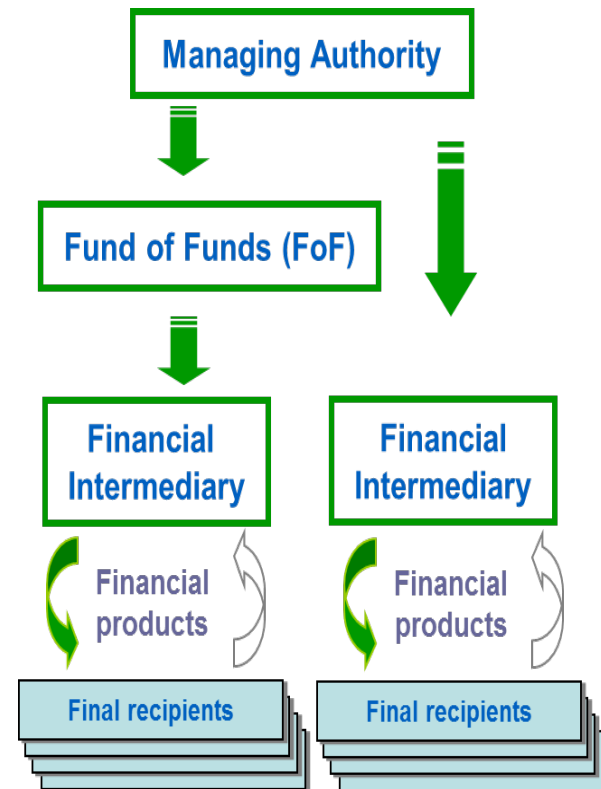 Managing Authority
Fund of Funds (FoF)
Financial
Intermediary
Financial
Intermediary
Financial
products
Financial
products
Final recipients
Final recipients